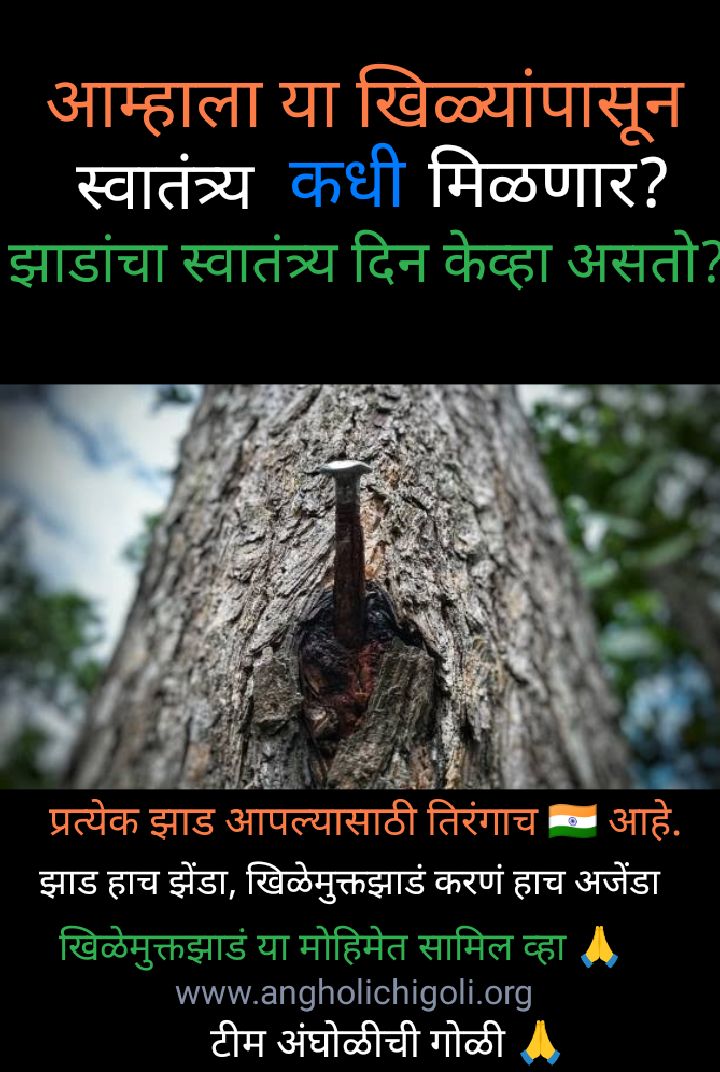 आम्हाला या खिळ्यांपासून
स्वातंत्र्य कधी मिळणार?
झाडांचा स्वातंत्र्य दिन केव्हा असतो?
प्रत्येक झाड आपल्यासाठी तिरंगाच 🇮🇳 आहे.
झाड हाच झेंडा, खिळेमुक्तझाडं करणं हाच अजेंडा
खिळेमुक्तझाडं या मोहिमेत सामिल व्हा 🙏
www.angholichigoli.org
टीम अंघोळीची गोळी 🙏